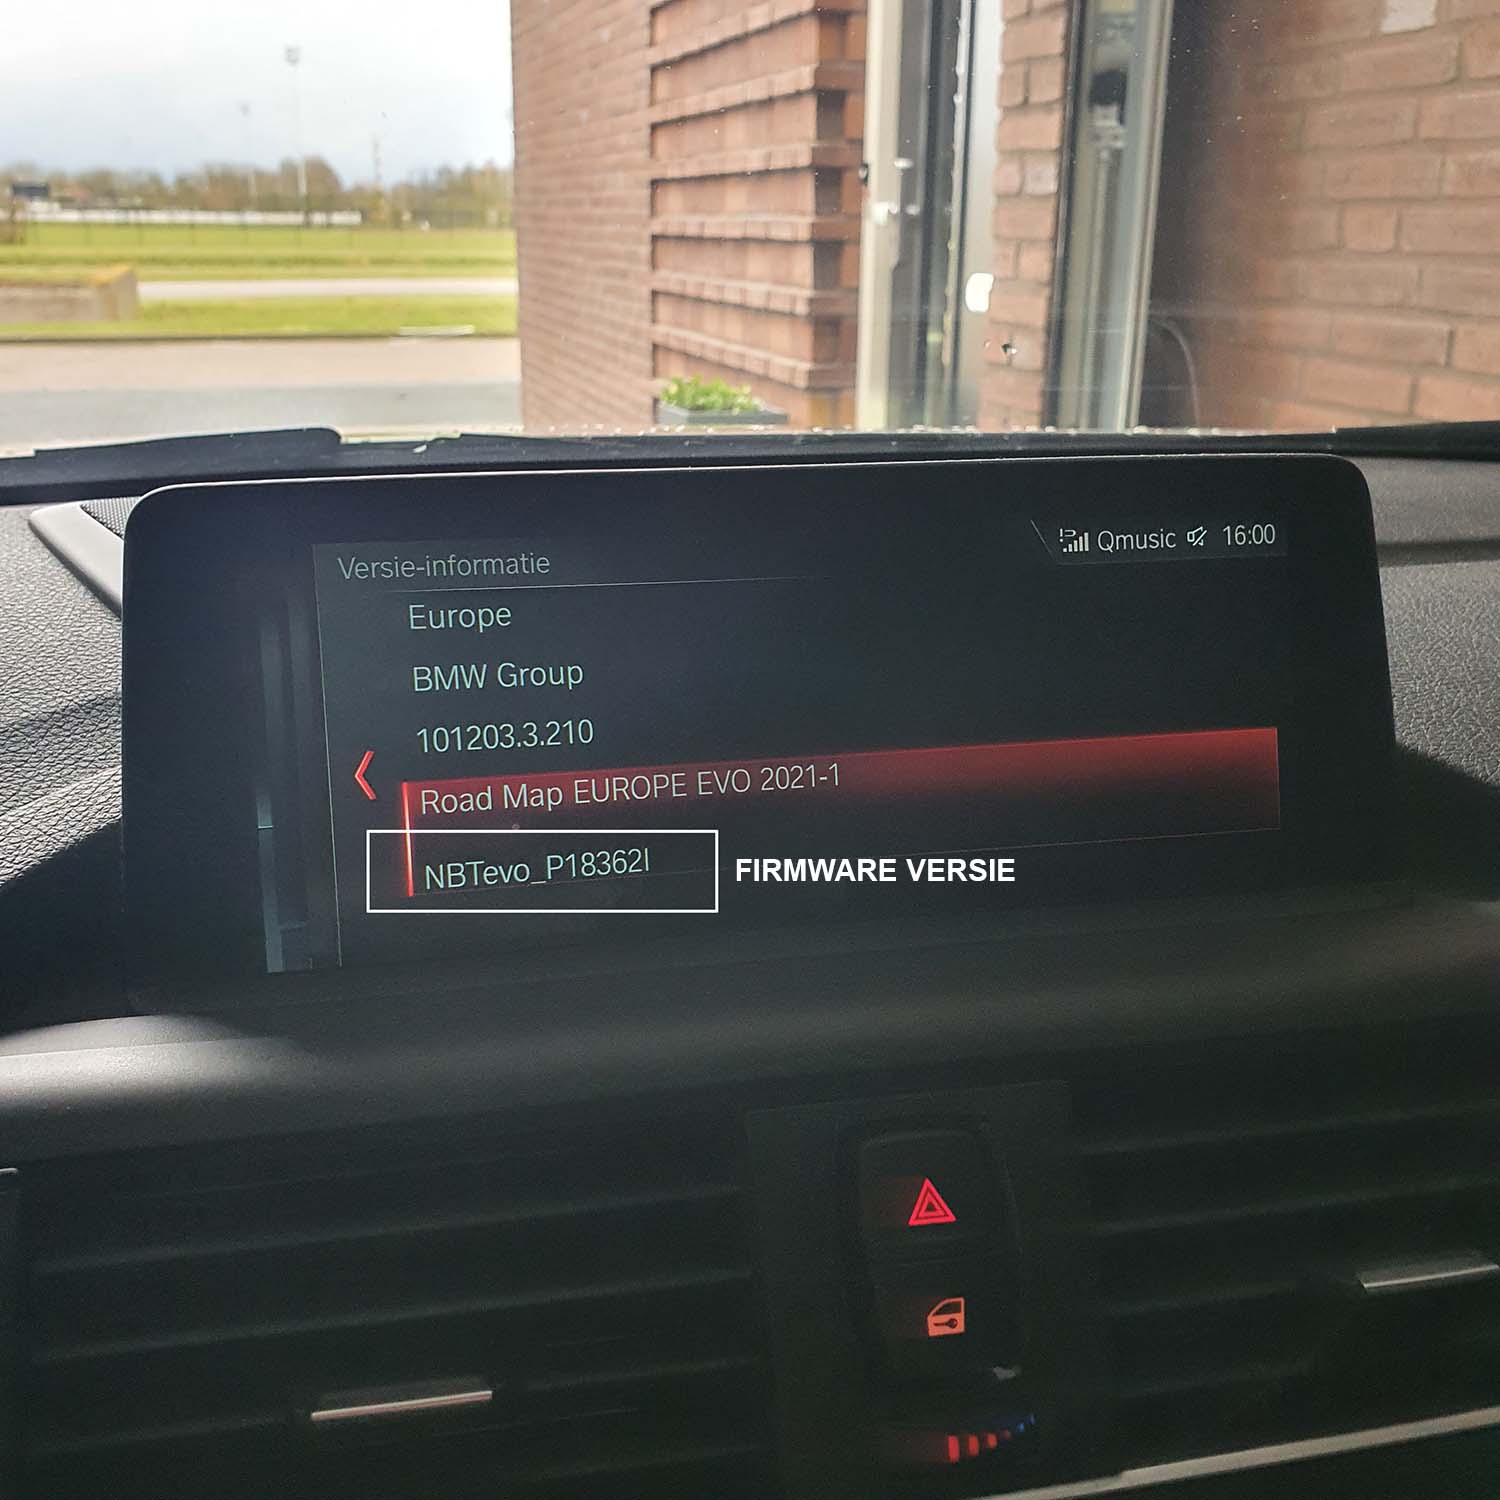 Qmusic 16:00
Versie-informatie
Europe
BMW Group
101203.3.210
Road Map EUROPE EVO 2021-1
NBTevo_P18362I
FIRMWARE VERSIE